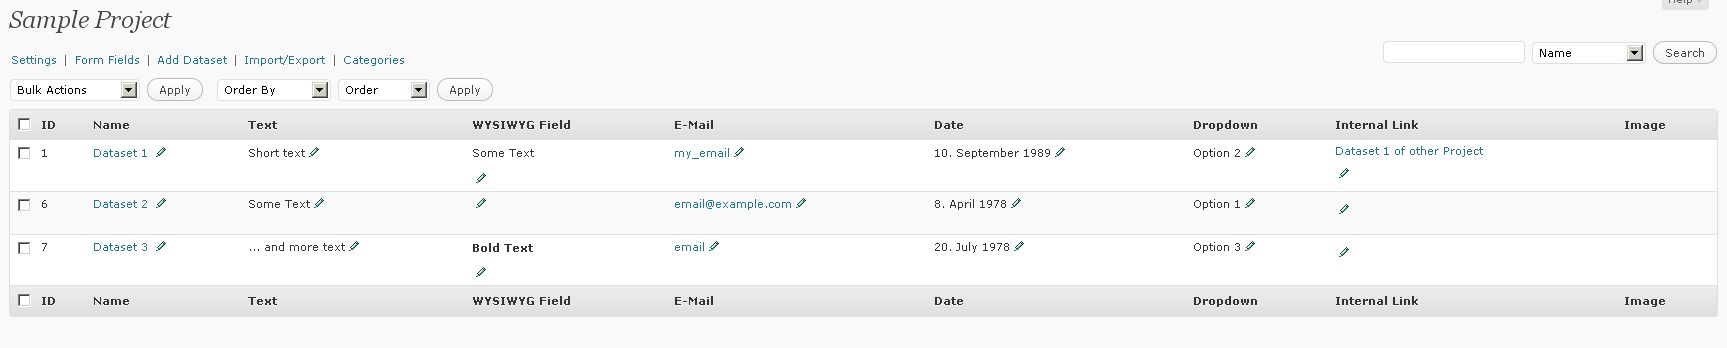 Help
Sample Project
Settings | Form Fields | Add Dataset | Import/Export | Categories
Name Search
Bulk Actions Apply Order By Order Apply
ID Name Text WYSIWYG Field E-Mail Date Dropdown Internal Link Image
1 Dataset 1 Short text Some Text my_email 10. September 1989 Option 2 Dataset 1 of other Project
6 Dataset 2 Some Text email@example.com 8. April 1978 Option 1
7 Dataset 3 ... and more text Bold Text email 20. July 1978 Option 3
ID Name Text WYSIWYG Field E-Mail Date Dropdown Internal Link Image